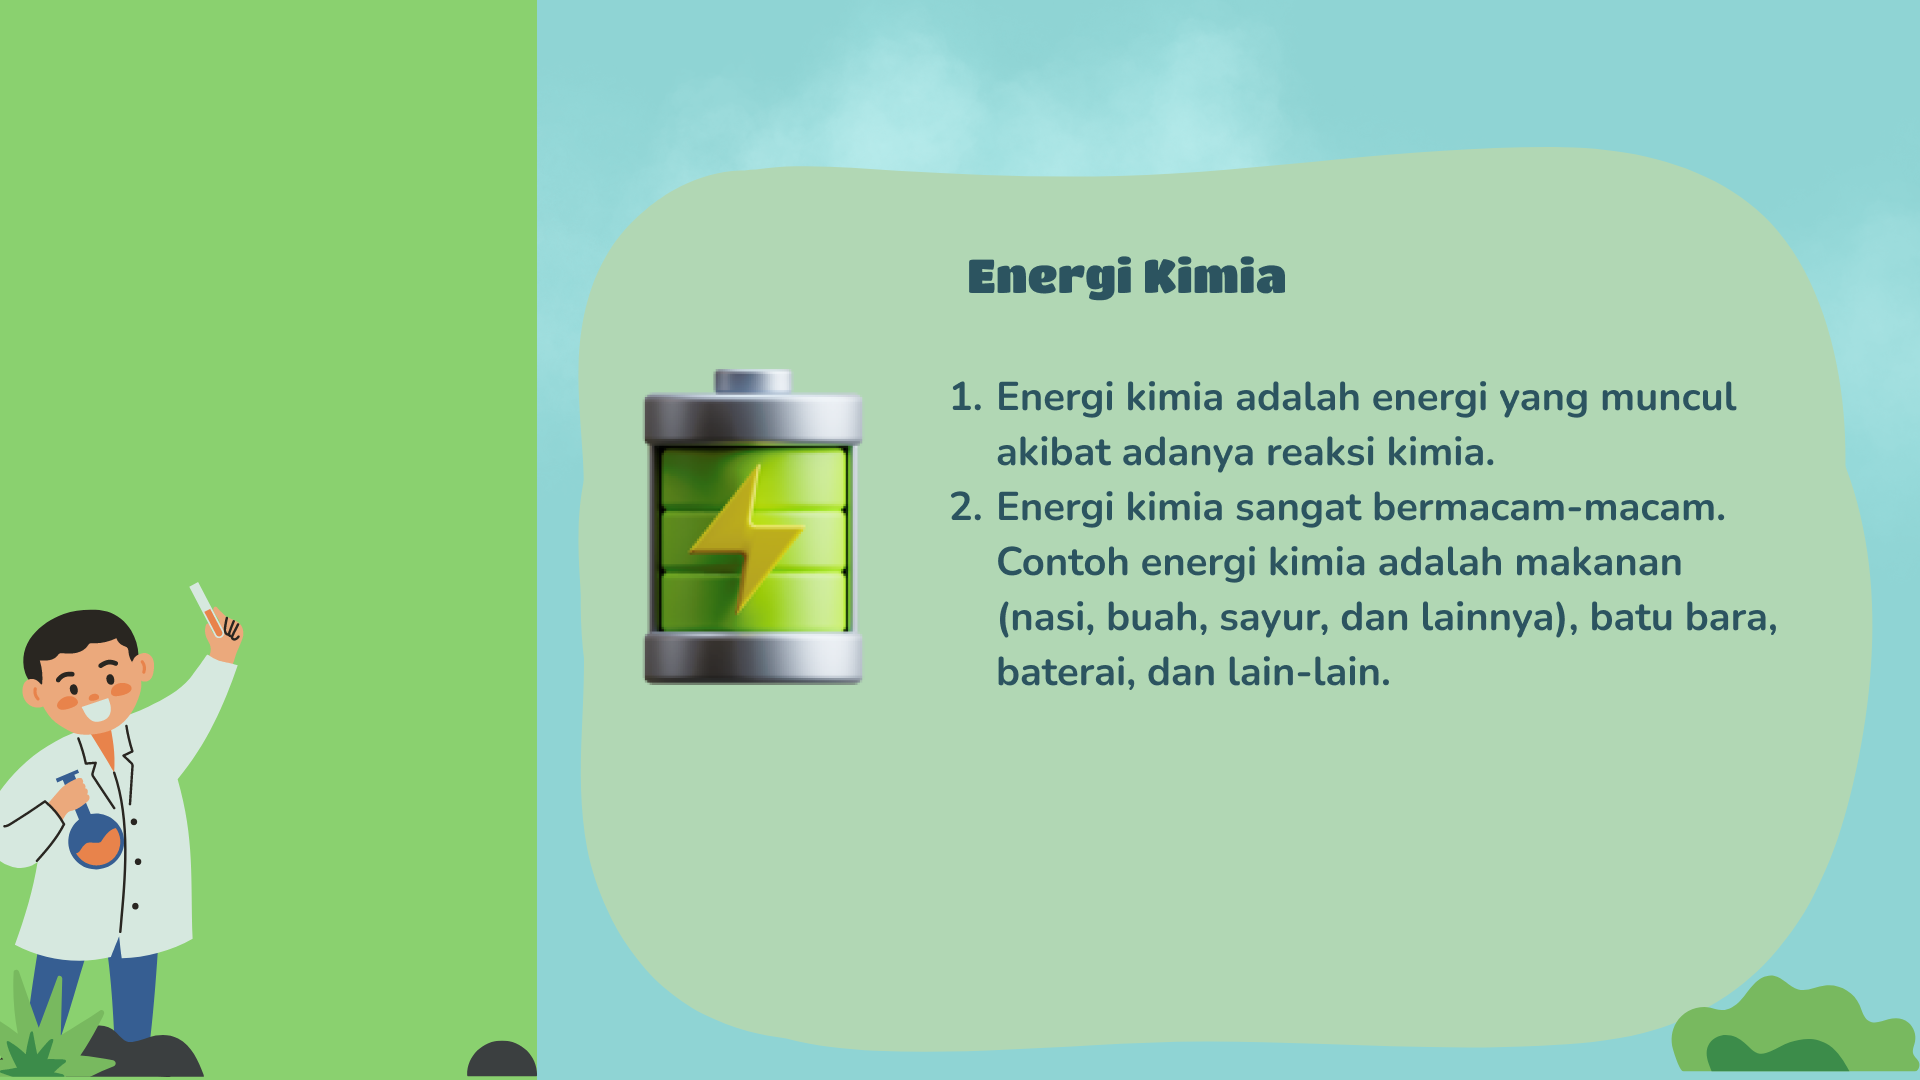 Energi Kimia
1. Energi kimia adalah energi yang muncul
akibat adanya reaksi kimia.
2. Energi kimia sangat bermacam-macam.
Contoh energi kimia adalah makanan
(nasi, buah, sayur, dan lainnya), batu bara,
baterai, dan lain-lain.